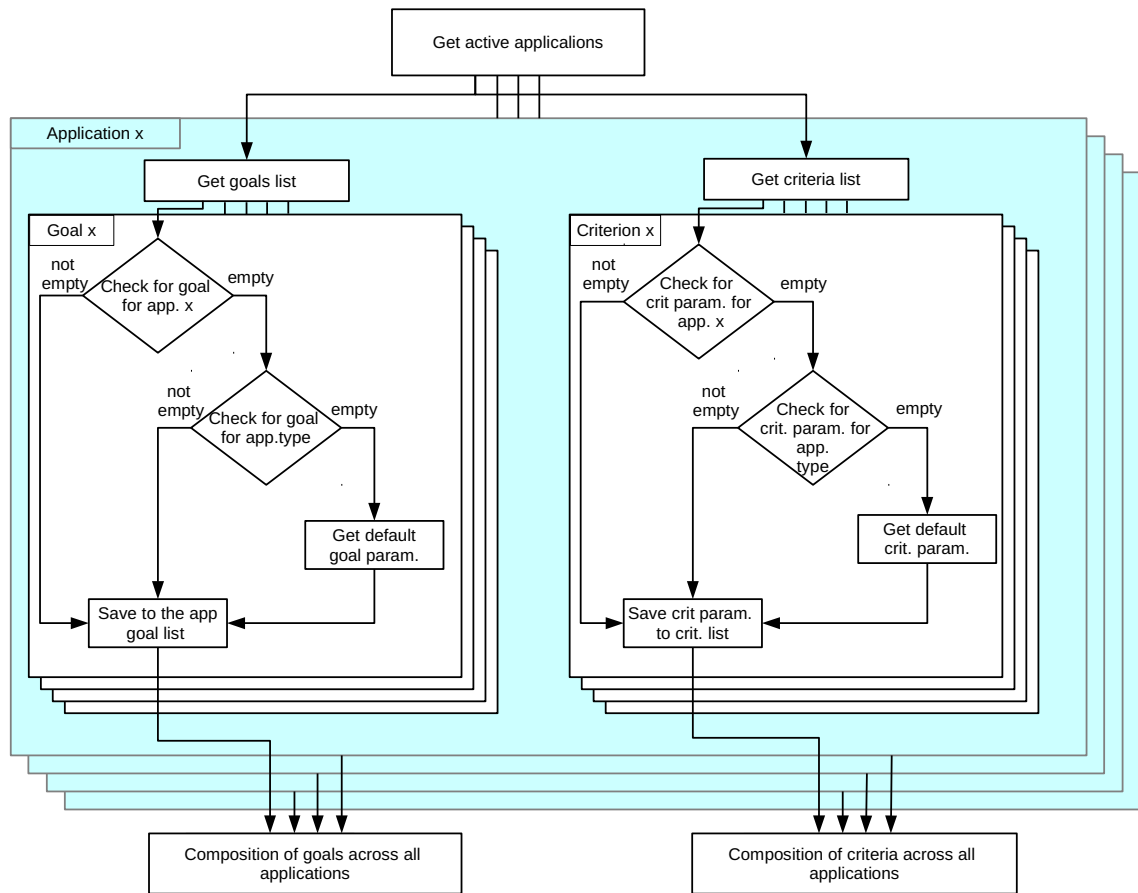 Get active applicalions
Application x
Get goals list
Get criteria list
Goal x
Criterion x
not
empty
Check for goal
for app. x
empty
not
empty
Check for
crit param. for
app. x
empty
not
empty
Check for goal
for app.type
empty
not
empty
Check for
crit. param. for
app.
type
empty
Get default
goal param.
Get default
crit. param.
Save to the app
goal list
Save crit param.
to crit. list
Composition of goals across all
applications
Composition of criteria across all
applications